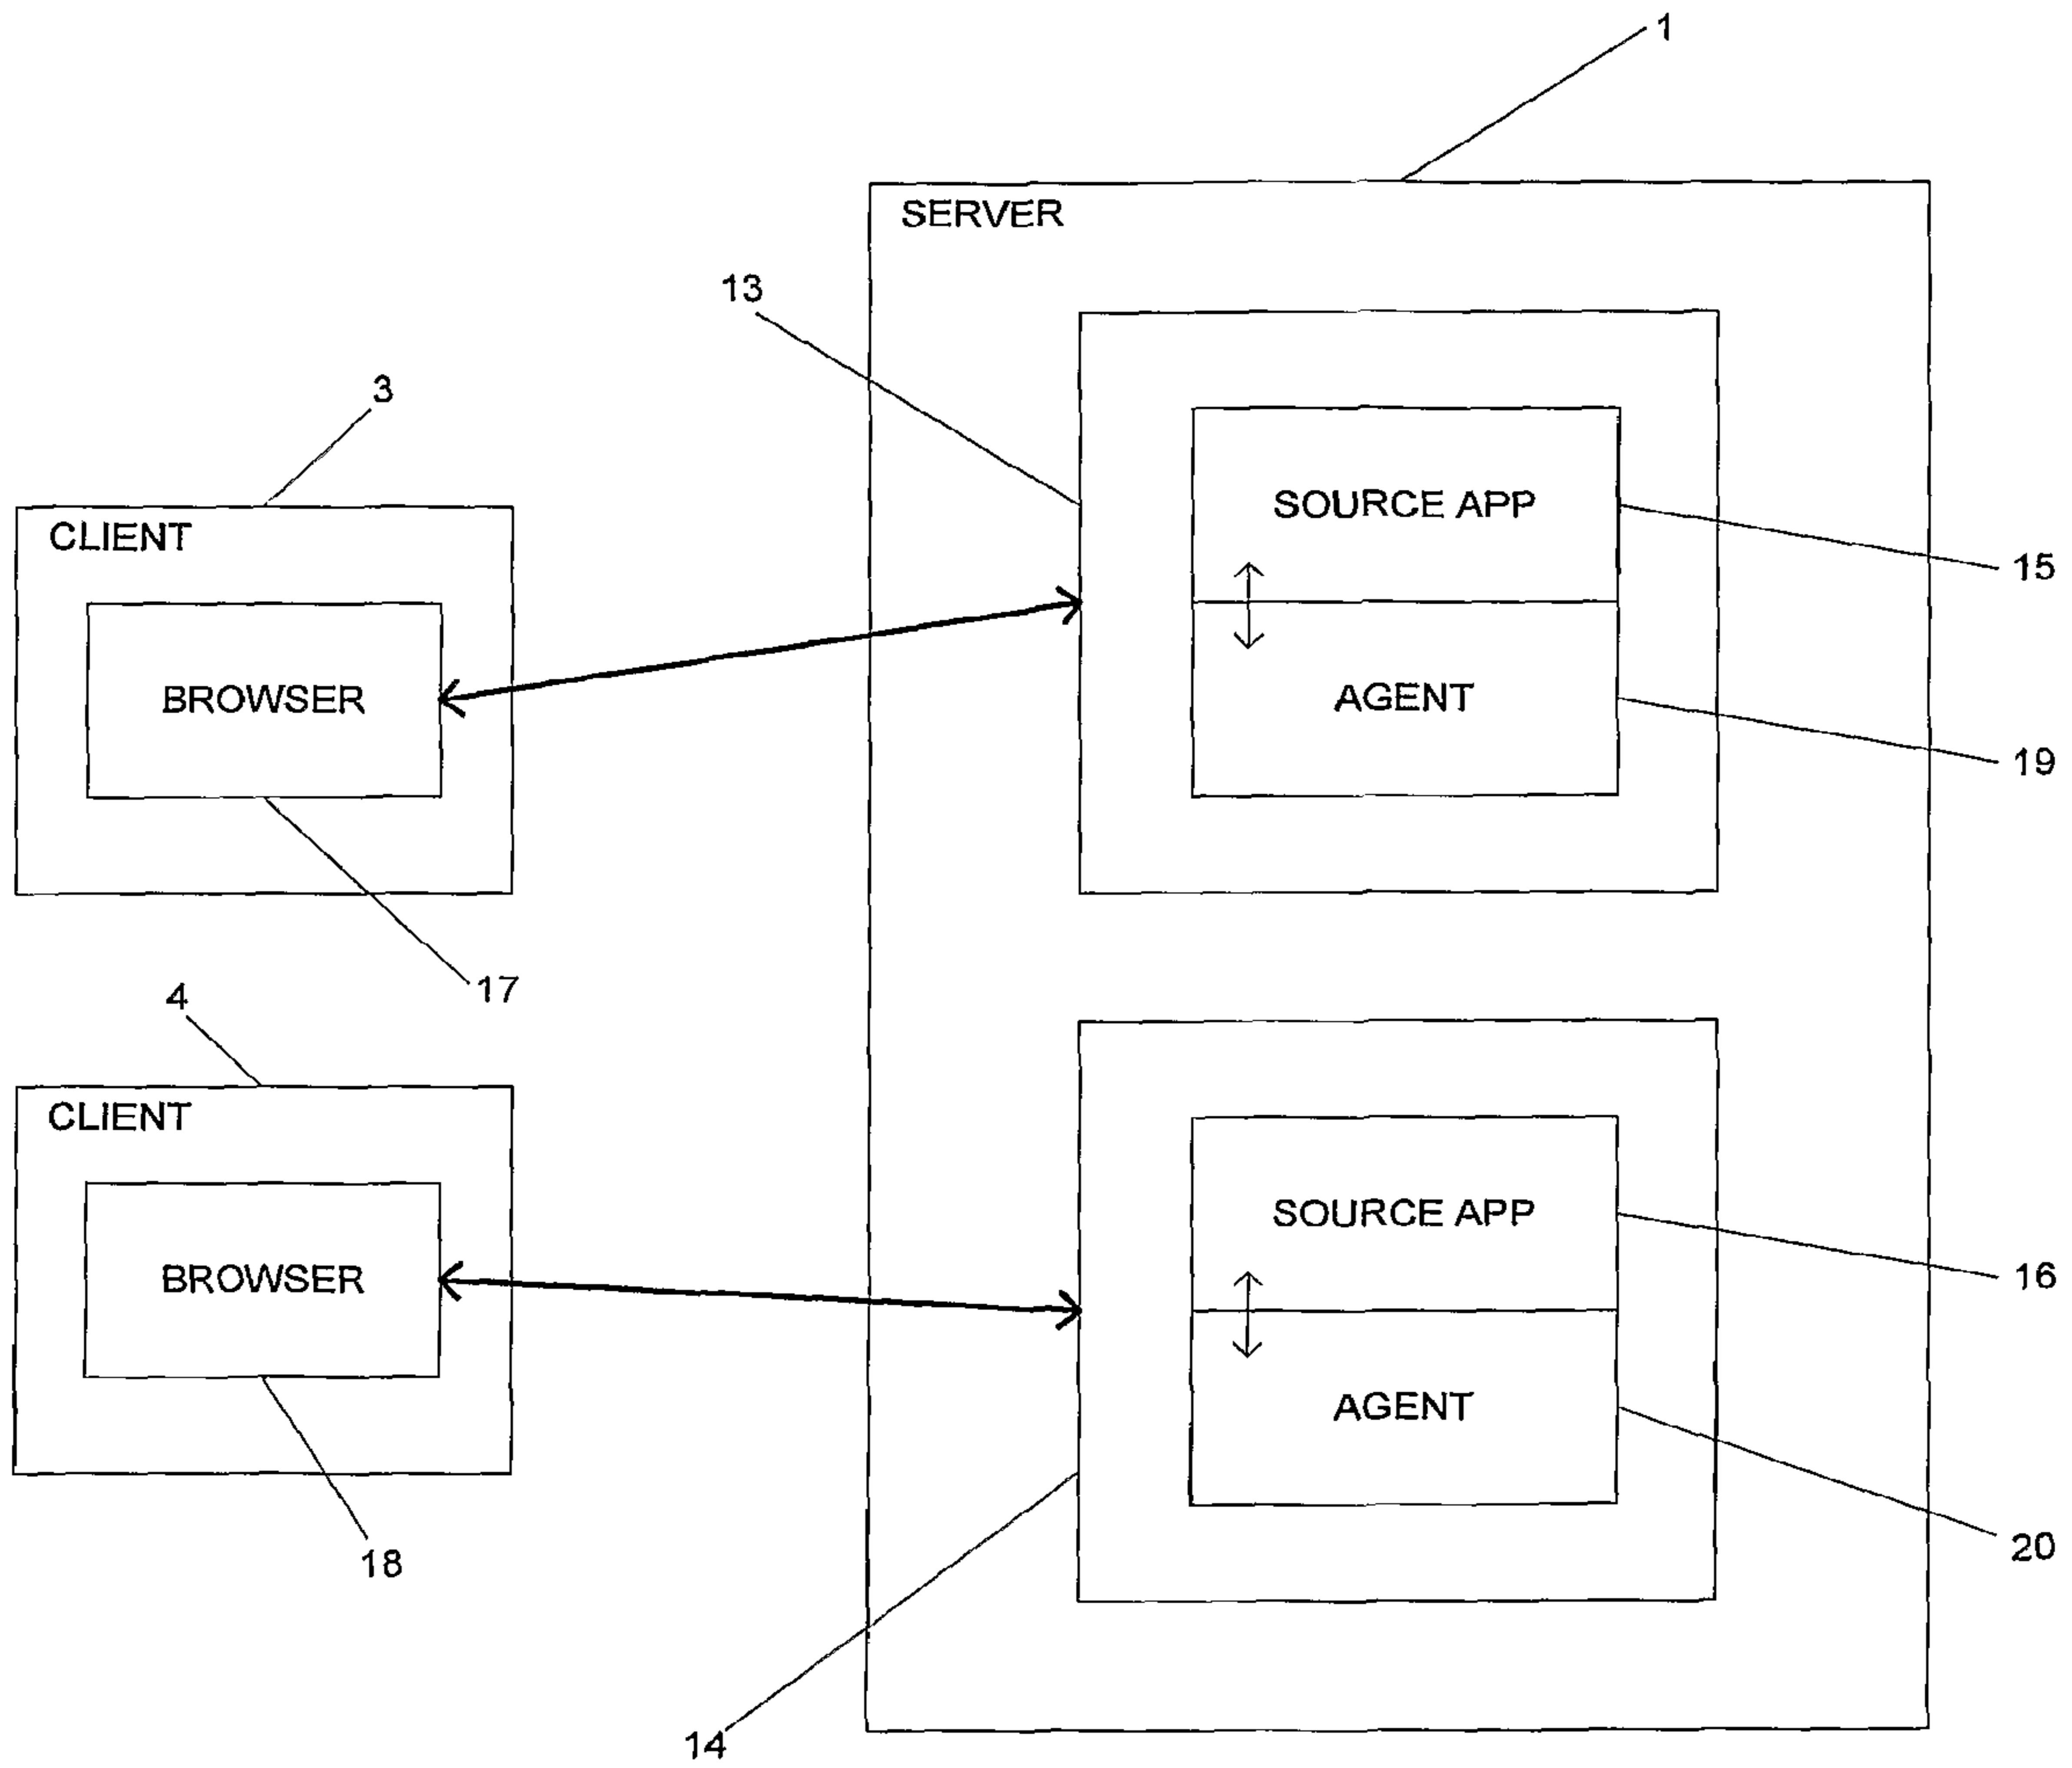 1
SERVER
13
3
SOURCE APP
CLIENT
15
BROWSER
AGENT
19
17
4
CLIENT
SOURCE APP
BROWSER
16
AGENT
18
20
14